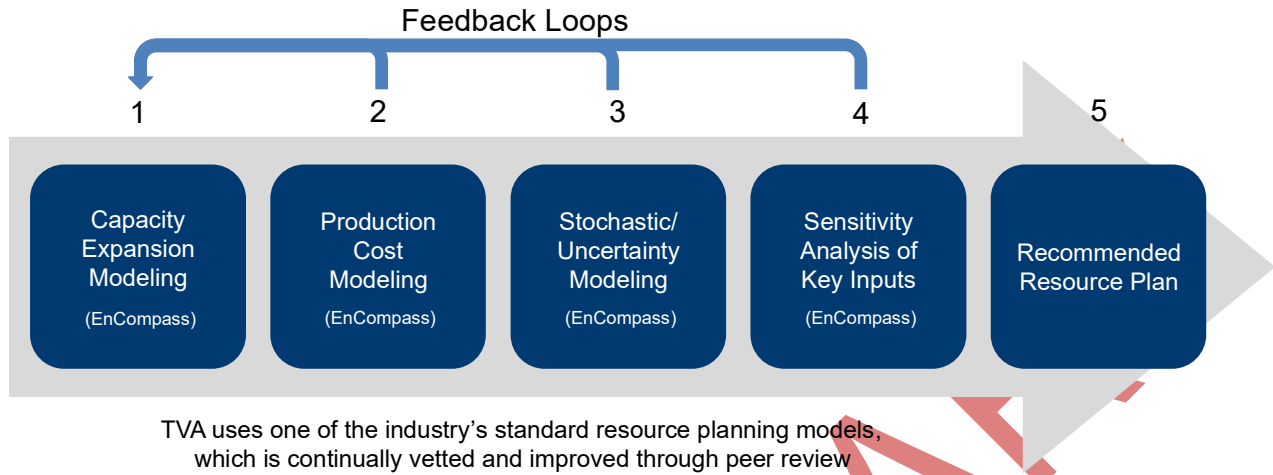 Feedback Loops
1
2
3
4
5
Capacity
Expansion
Modeling
(EnCompass)
Production
Cost
Modeling
(EnCompass)
Stochastic/
Uncertainty
Modeling
(EnCompass)
Sensitivity
Analysis of
Key Inputs
(EnCompass)
Recommended
Resource Plan
TVA uses one of the industry's standard resource planning models,
which is continually vetted and improved through peer review